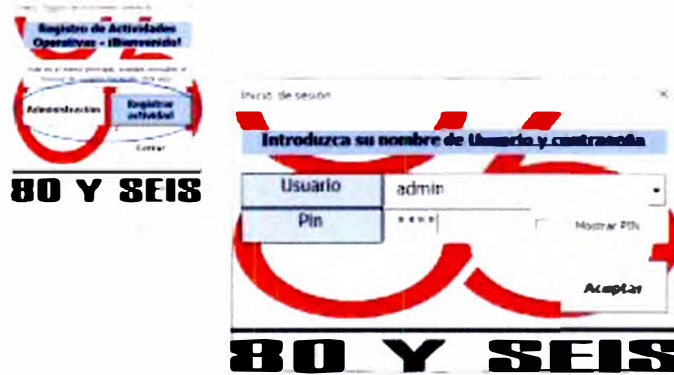 Registro de Actividades
Operativas - ¡Bienvenido!
Administración
Registrar
actividad
Cerrar
80 Y SEIS
Inicio de sesión
Introduzca su nombre de Usuario y contraseña
Usuario
admin
Pin
****
Mostrar PIN
Aceptar
80 Y SEIS